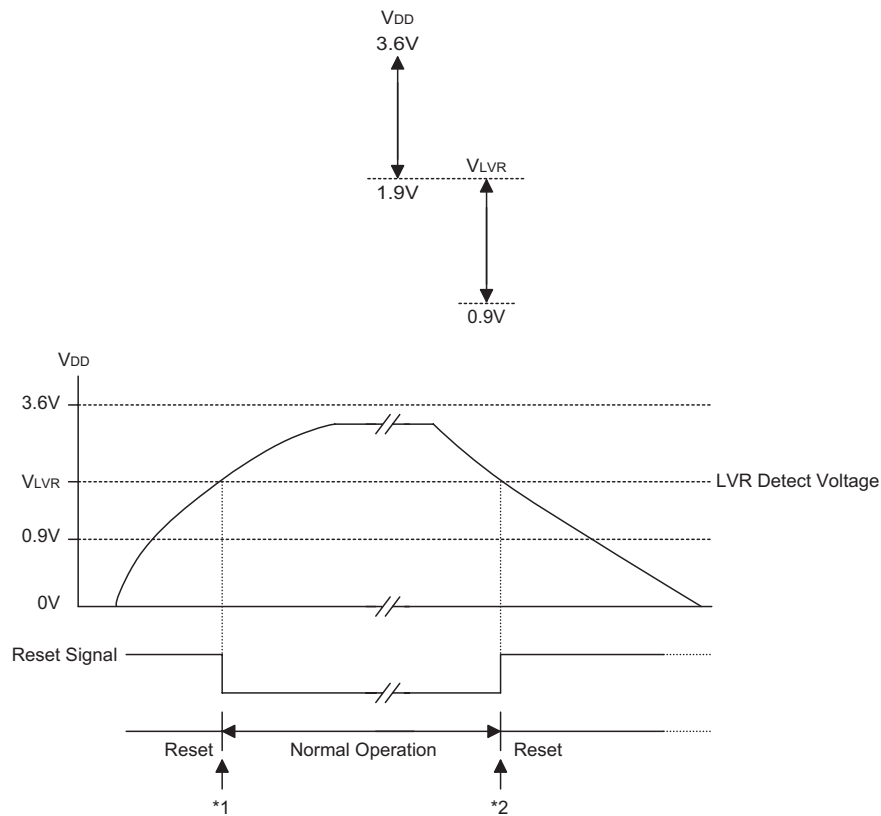 VDD
3.6V
VLVR
1.9V
0.9V
VDD
3.6V
VLVR
LVR Detect Voltage
0.9V
0V
Reset Signal
Reset Normal Operation Reset
*1 *2